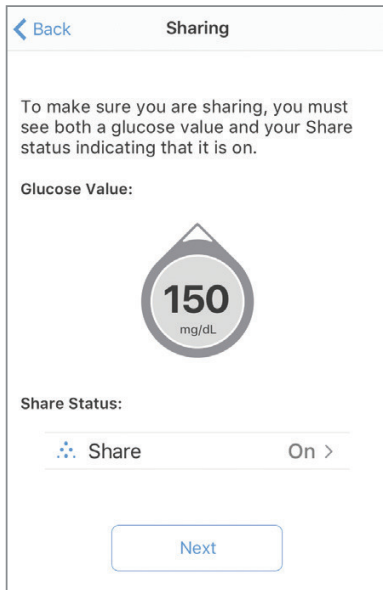 Back
Sharing
To make sure you are sharing, you must
see both a glucose value and your Share
status indicating that it is on.
Glucose Value:
150
mg/dL
Share Status:
Share On
Next